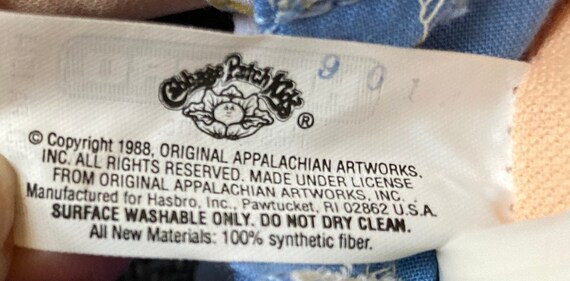 Cabbage Patch Kids ®
9 0 1
© Copyright 1988, ORIGINAL APPALACHIAN ARTWORKS,
INC. ALL RIGHTS RESERVED. MADE UNDER LICENSE
FROM ORIGINAL APPALACHIAN ARTWORKS, INC.
Manufactured for Hasbro, Inc., Pawtucket, RI 02862 U.S.A.
SURFACE WASHABLE ONLY. DO NOT DRY CLEAN.
All New Materials: 100% synthetic fiber.